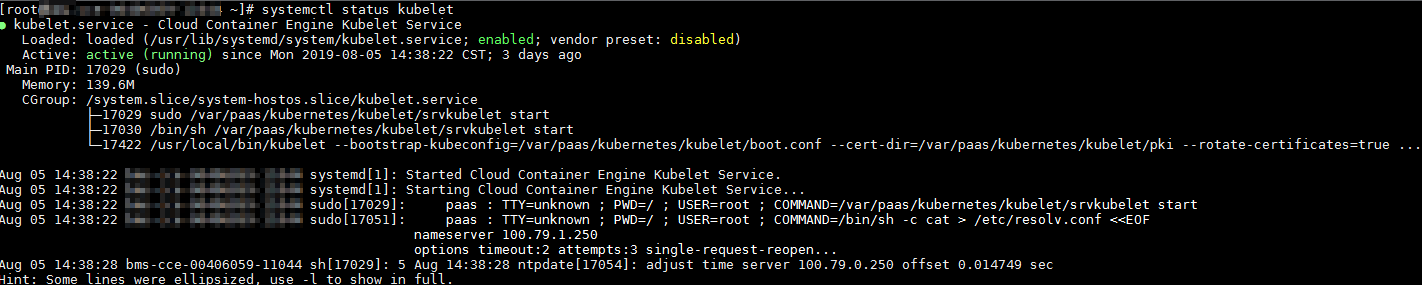 [root@ ~]# systemctl status kubelet
● kubelet.service - Cloud Container Engine Kubelet Service
   Loaded: loaded (/usr/lib/systemd/system/kubelet.service; enabled; vendor preset: disabled)
   Active: active (running) since Mon 2019-08-05 14:38:22 CST; 3 days ago
 Main PID: 17029 (sudo)
   Memory: 139.6M
   CGroup: /system.slice/system-hostos.slice/kubelet.service
           ├─17029 sudo /var/paas/kubernetes/kubelet/srvkubelet start
           ├─17030 /bin/sh /var/paas/kubernetes/kubelet/srvkubelet start
           └─17422 /usr/local/bin/kubelet --bootstrap-kubeconfig=/var/paas/kubernetes/kubelet/boot.conf --cert-dir=/var/paas/kubernetes/kubelet/pki --rotate-certificates=true ...
Aug 05 14:38:22 systemd[1]: Started Cloud Container Engine Kubelet Service.
Aug 05 14:38:22 systemd[1]: Starting Cloud Container Engine Kubelet Service...
Aug 05 14:38:22 sudo[17029]:     paas : TTY=unknown ; PWD=/ ; USER=root ; COMMAND=/var/paas/kubernetes/kubelet/srvkubelet start
Aug 05 14:38:22 sudo[17051]:     paas : TTY=unknown ; PWD=/ ; USER=root ; COMMAND=/bin/sh -c cat > /etc/resolv.conf <<EOF
nameserver 100.79.1.250
options timeout:2 attempts:3 single-request-reopen...
Aug 05 14:38:28 bms-cce-00406059-11044 sh[17029]: 5 Aug 14:38:28 ntpdate[17054]: adjust time server 100.79.0.250 offset 0.014749 sec
Hint: Some lines were ellipsized, use -l to show in full.